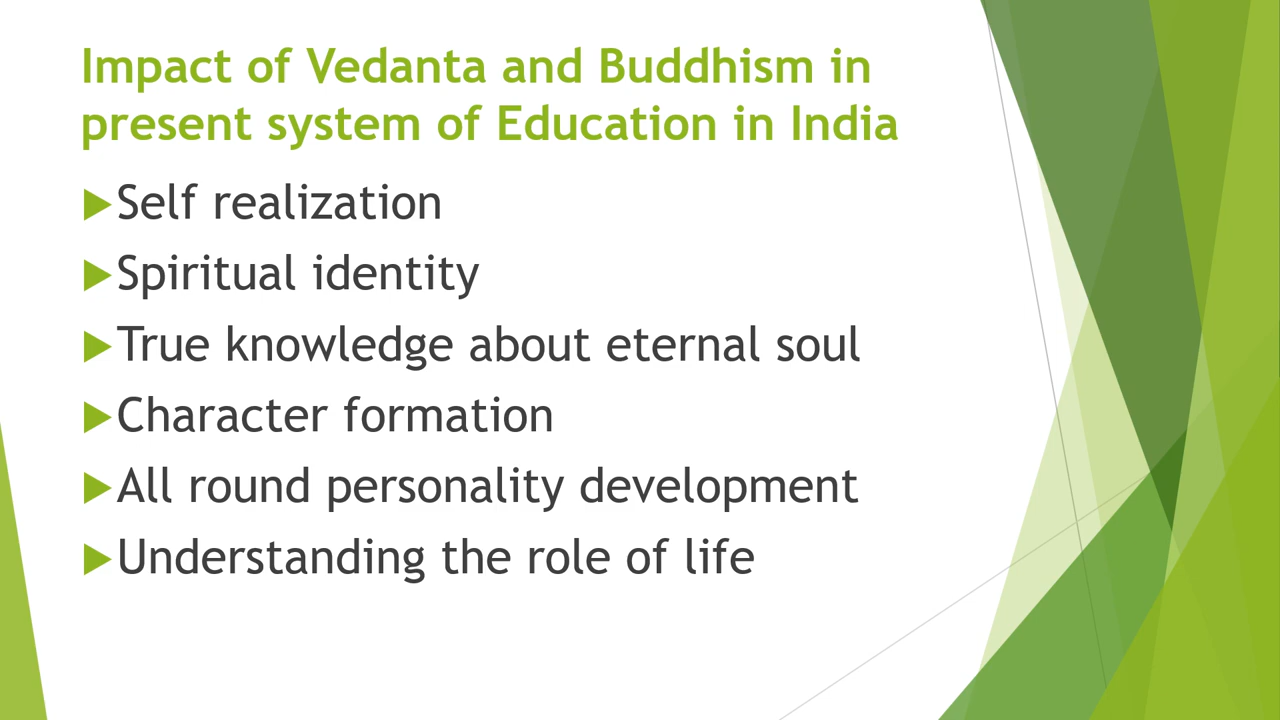 Impact of Vedanta and Buddhism in
present system of Education in India
Self realization
Spiritual identity
True knowledge about eternal soul
Character formation
All round personality development
Understanding the role of life